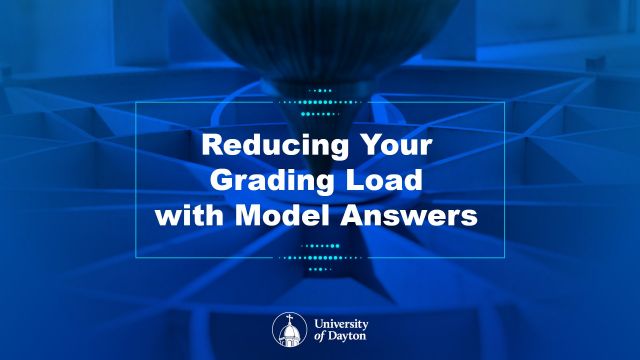 Reducing Your
Grading Load
with Model Answers
University
of Dayton